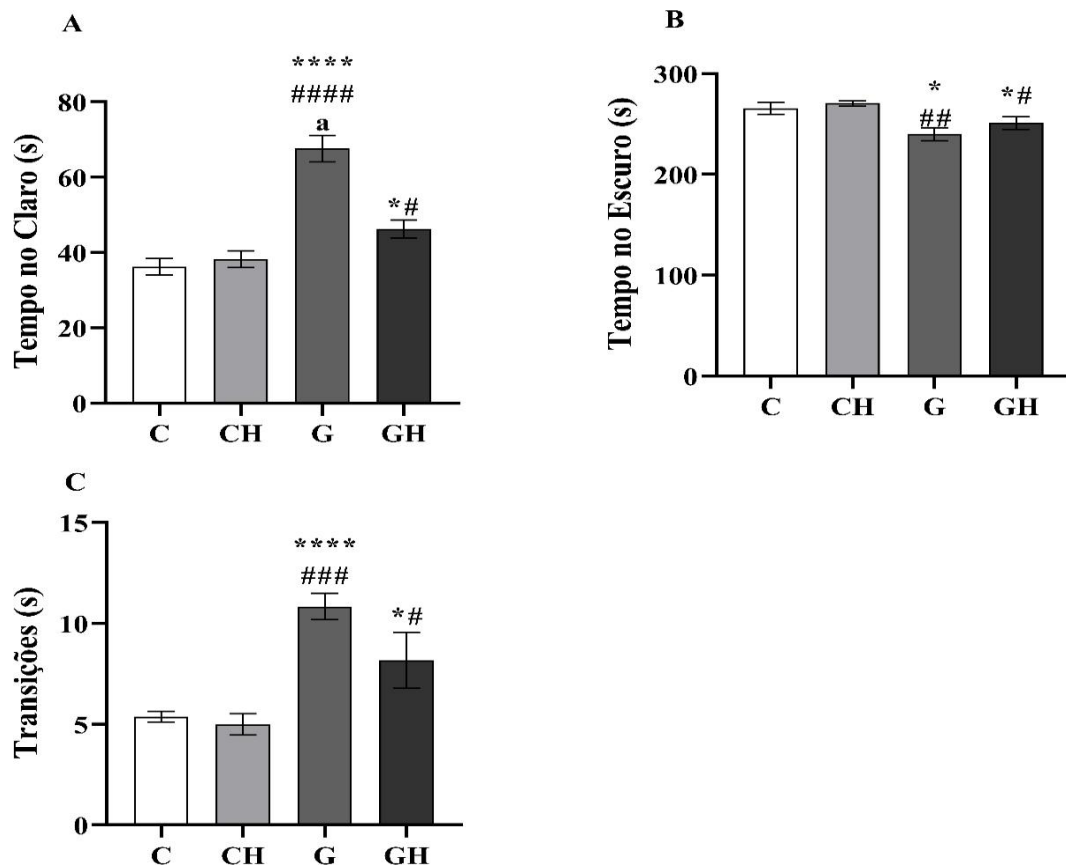 A
Tempo no Claro (s)
80
60
40
20
0
****
####
a
*#
C CH G GH
B
Tempo no Escuro (s)
300
200
100
0
*
##
*#
C CH G GH
C
Transições (s)
15
10
5
0
****
###
*#
C CH G GH